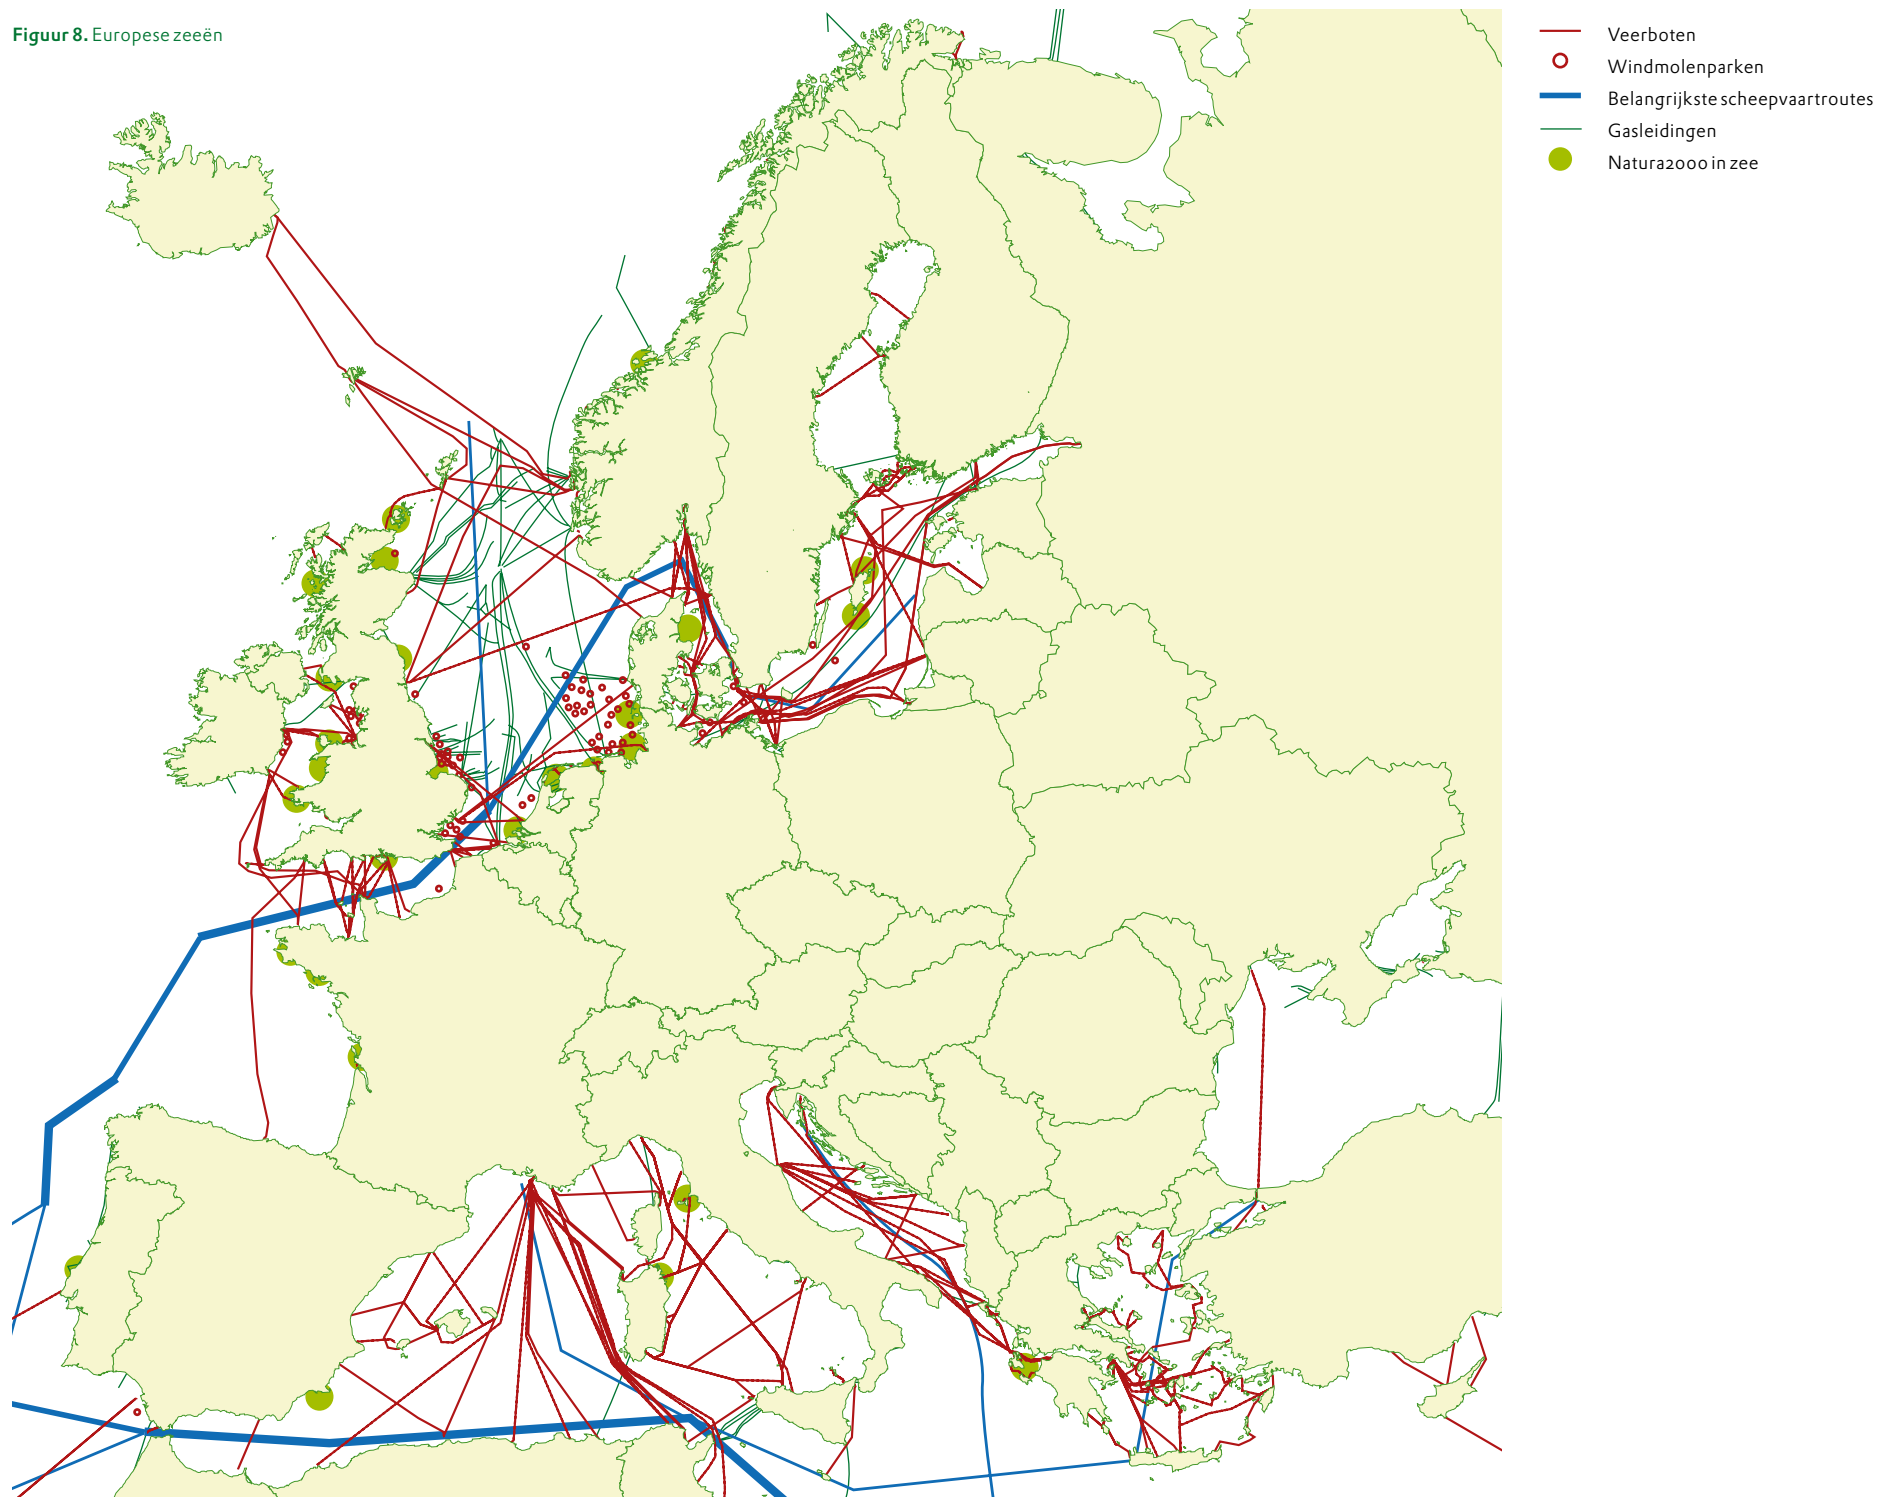 Figuur 8. Europese zeeën
Veerboten
Windmolenparken
Belangrijkste scheepvaartroutes
Gasleidingen
Natura2000 in zee